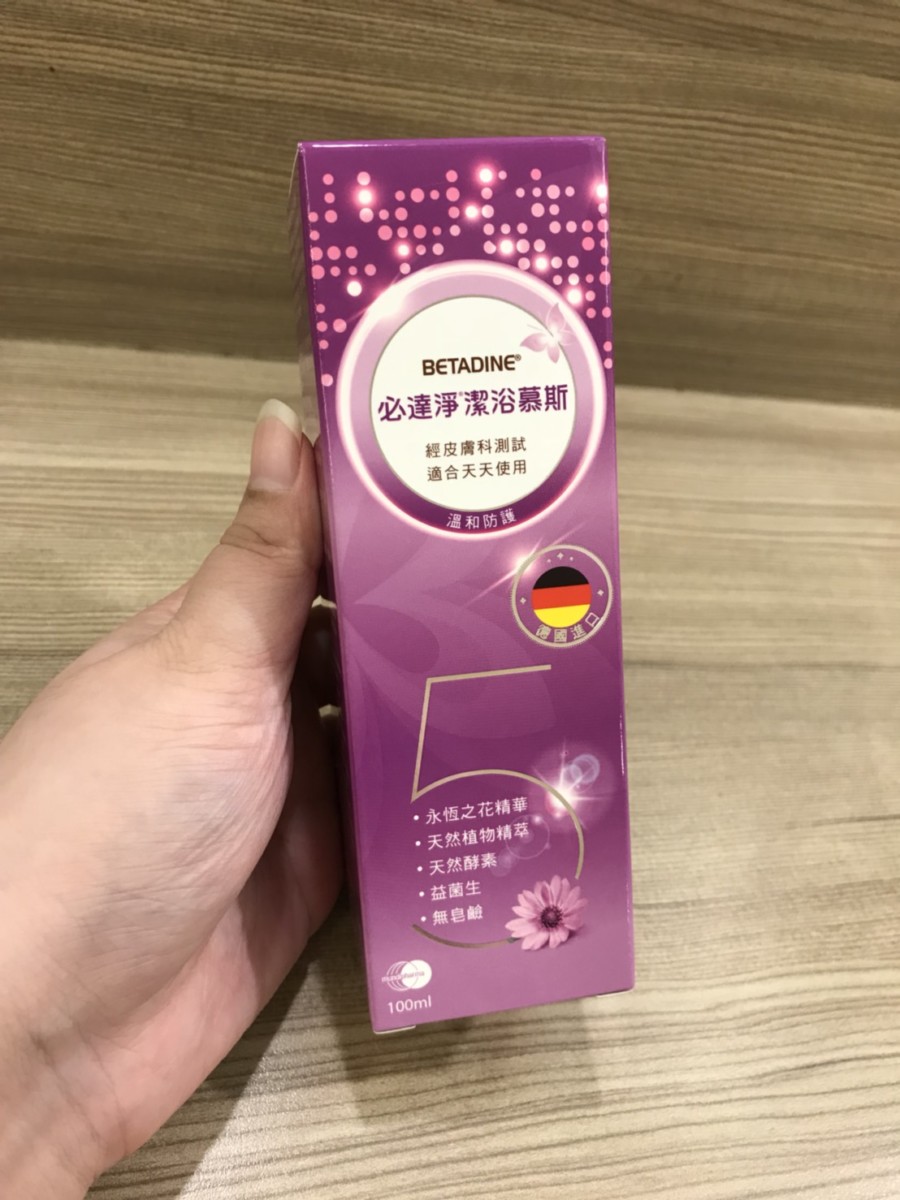 BETADINE®
必達淨®潔浴慕斯
經皮膚科測試
適合天天使用
溫和防護
德國進口
5
•永恆之花精華
•天然植物精萃
•天然酵素
•益菌生
•無皂鹼
mundipharma
100ml